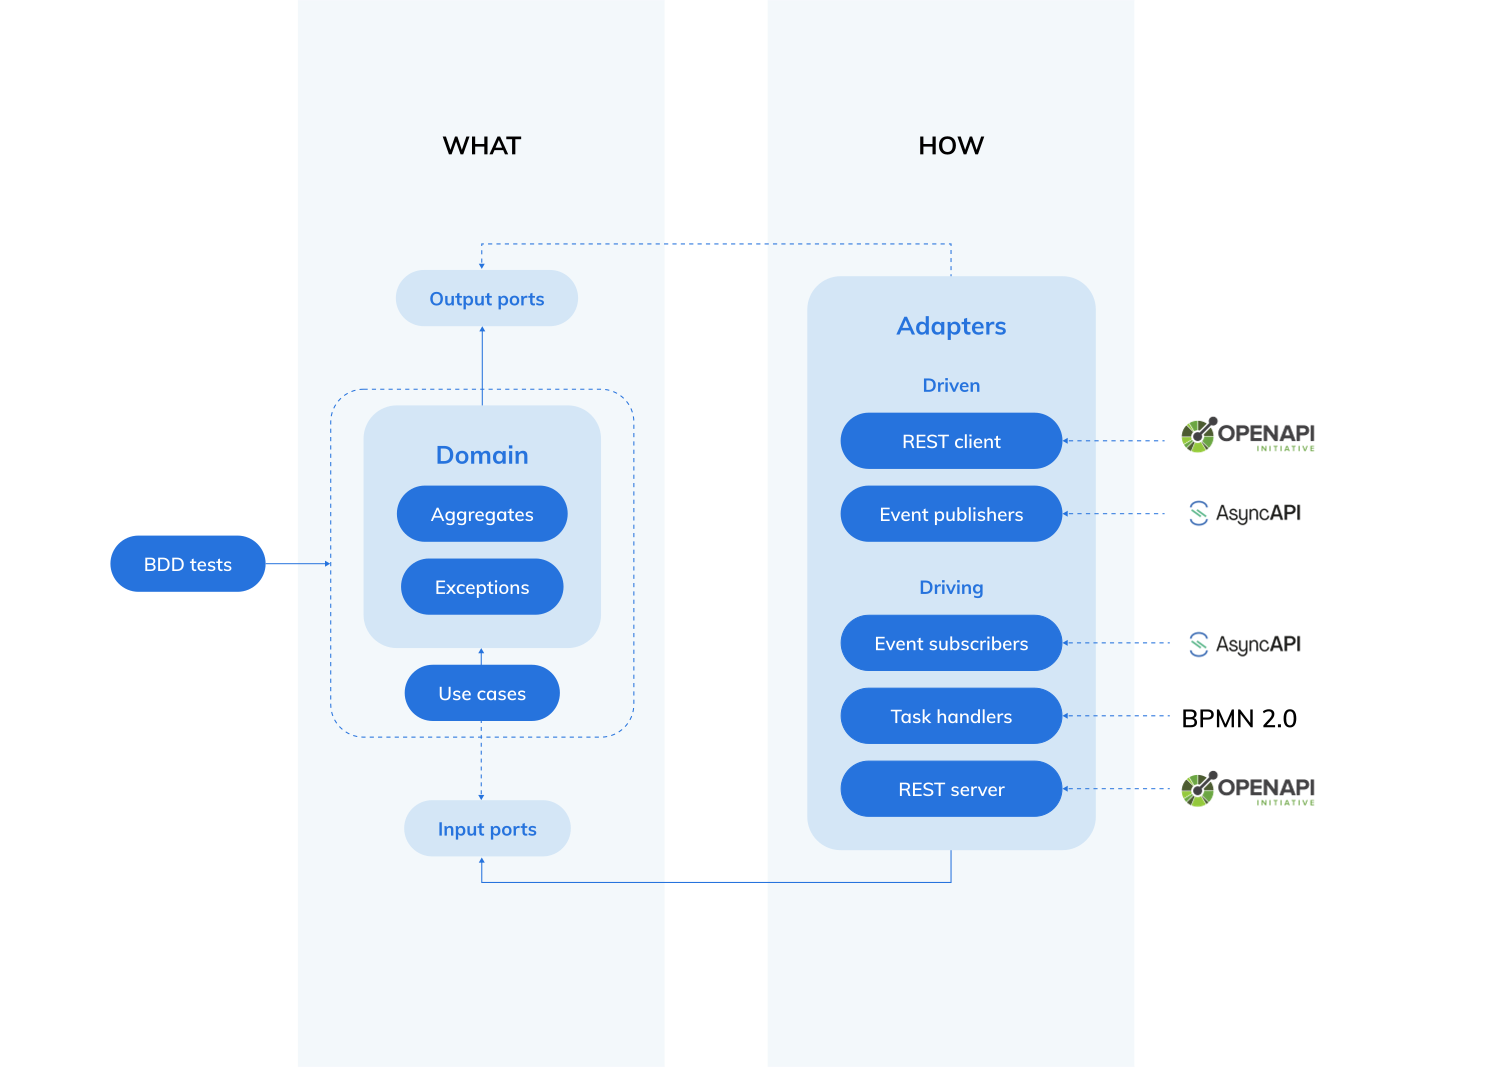 WHAT
HOW
Output ports
Domain
Aggregates
Exceptions
BDD tests
Use cases
Input ports
Adapters
Driven
REST client
OPENAPI
INITIATIVE
Event publishers
AsyncAPI
Driving
Event subscribers
AsyncAPI
Task handlers
BPMN 2.0
REST server
OPENAPI
INITIATIVE